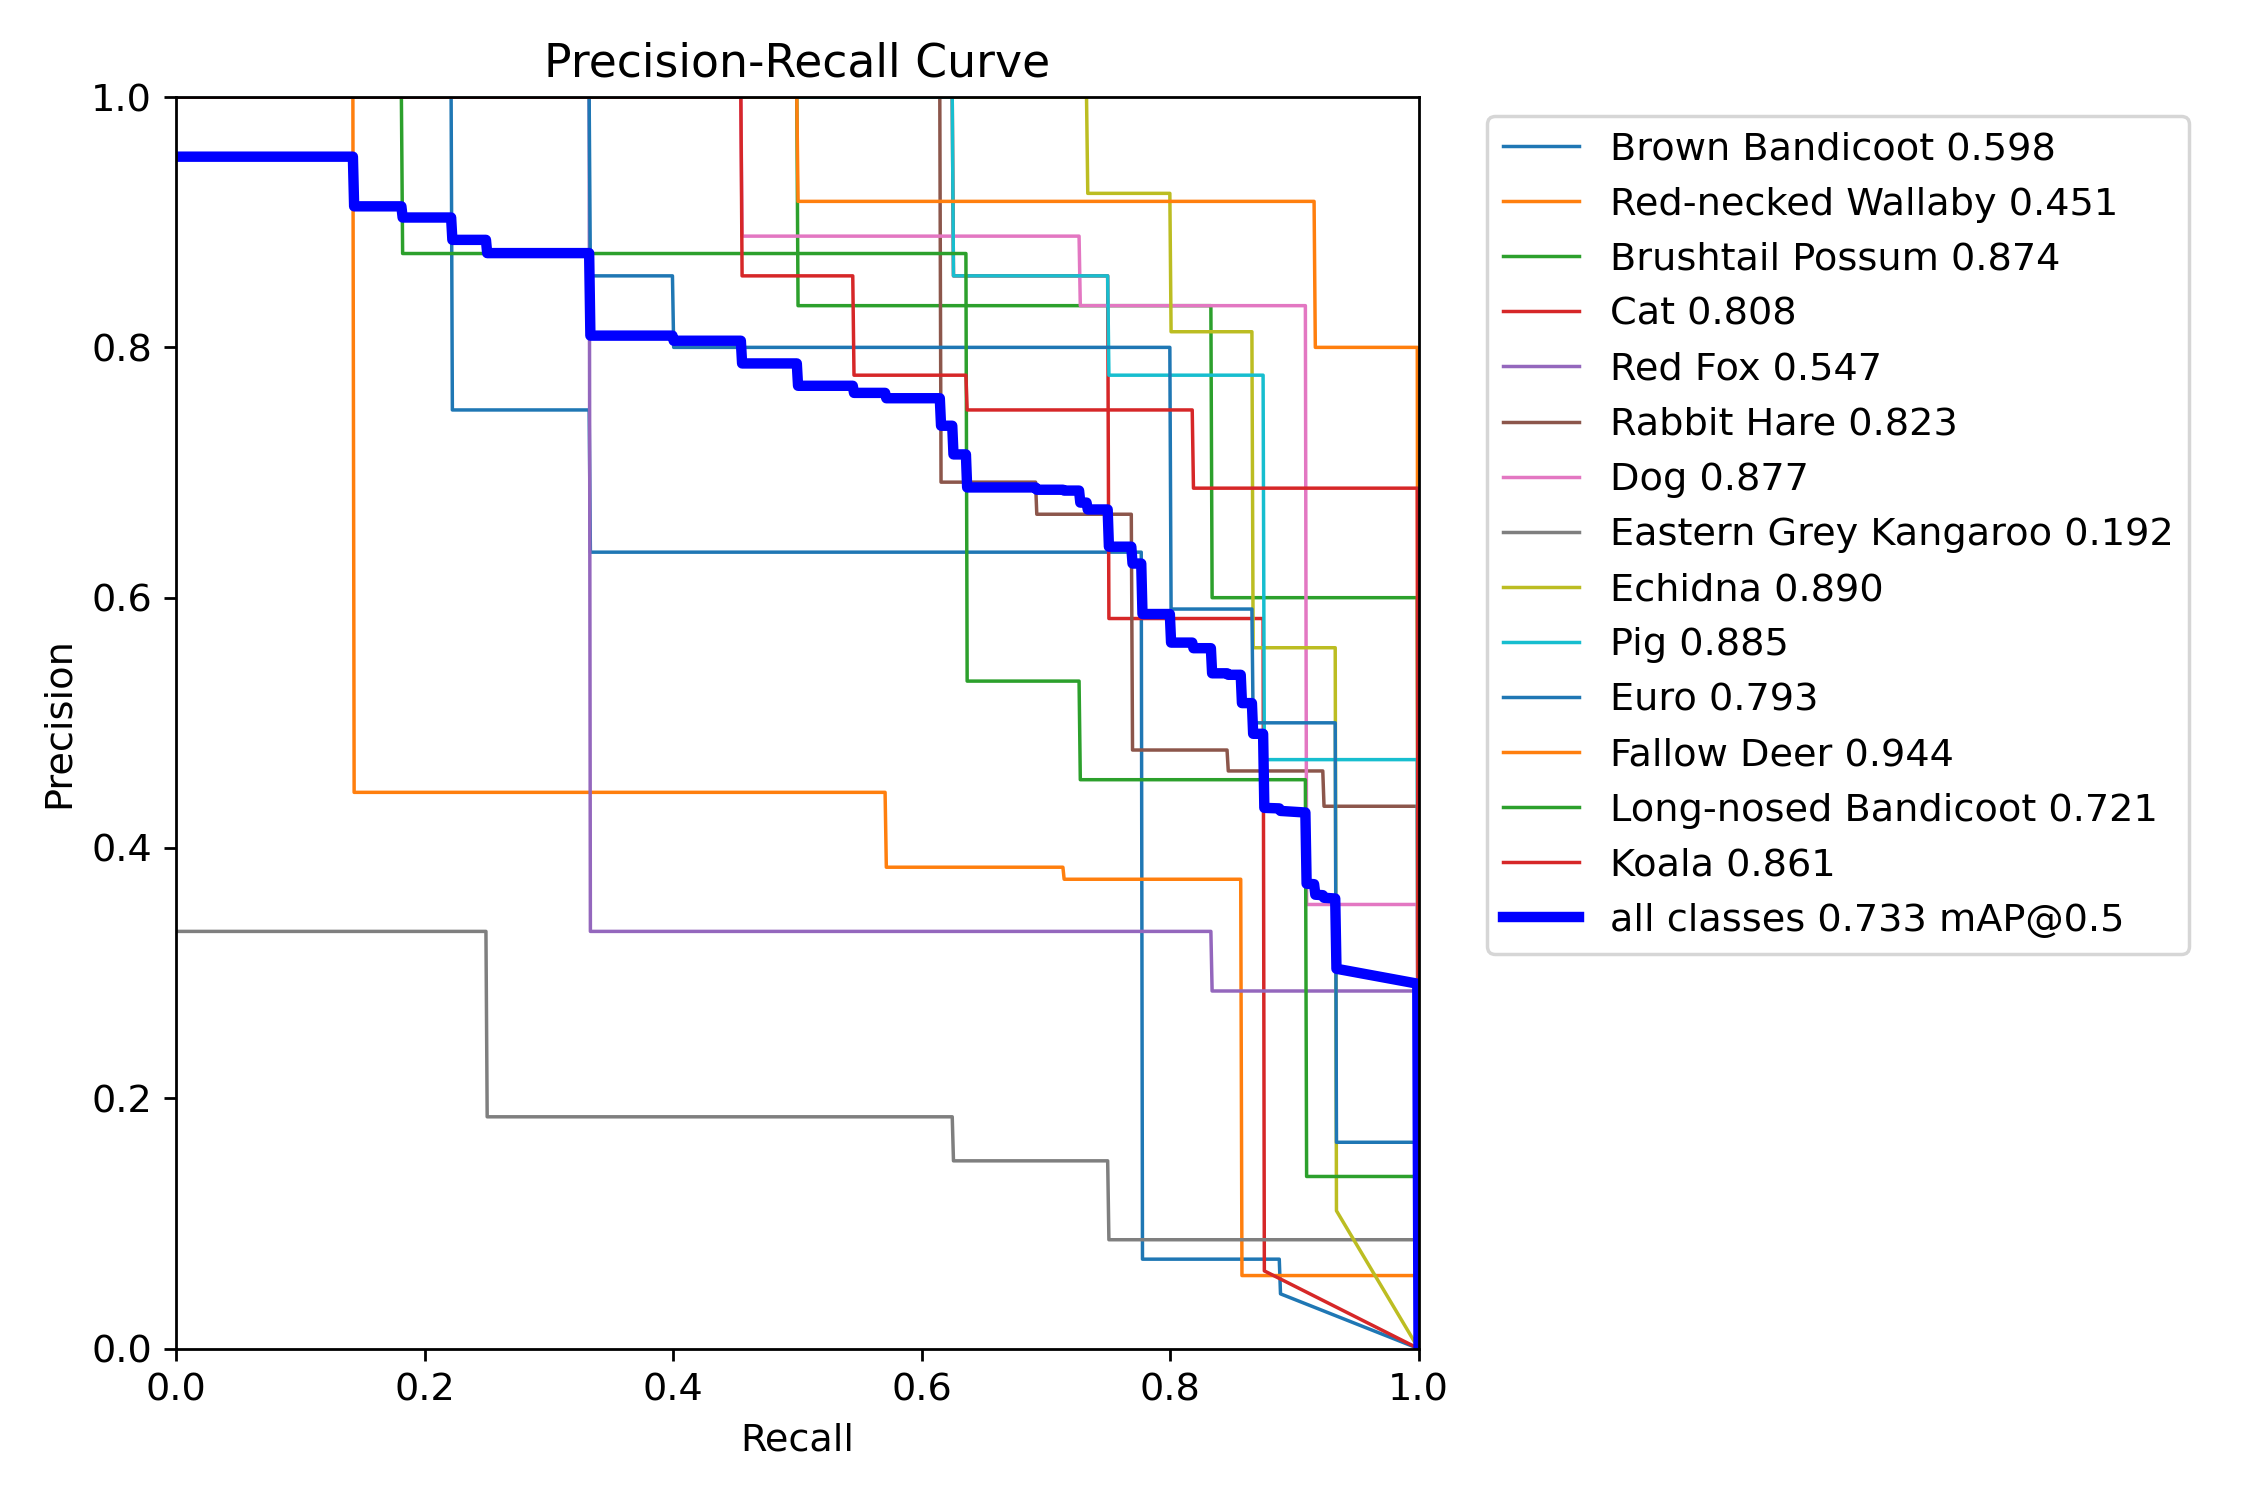 Precision-Recall Curve
1.0
0.8
0.6
0.4
0.2
0.0
Precision
0.0 0.2 0.4 0.6 0.8 1.0
Recall
Brown Bandicoot 0.598
Red-necked Wallaby 0.451
Brushtail Possum 0.874
Cat 0.808
Red Fox 0.547
Rabbit Hare 0.823
Dog 0.877
Eastern Grey Kangaroo 0.192
Echidna 0.890
Pig 0.885
Euro 0.793
Fallow Deer 0.944
Long-nosed Bandicoot 0.721
Koala 0.861
all classes 0.733 mAP@0.5